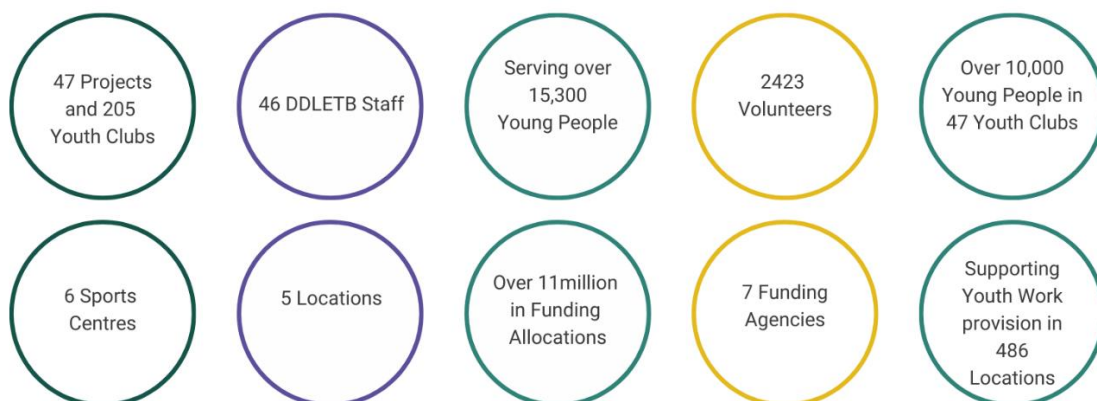 47 Projects
and 205
Youth Clubs
46 DDLETB Staff
Serving over
15,300
Young People
2423
Volunteers
Over 10,000
Young People in
47 Youth Clubs
6 Sports
Centres
5 Locations
Over 11million
in Funding
Allocations
7 Funding
Agencies
Supporting
Youth Work
provision in
486
Locations